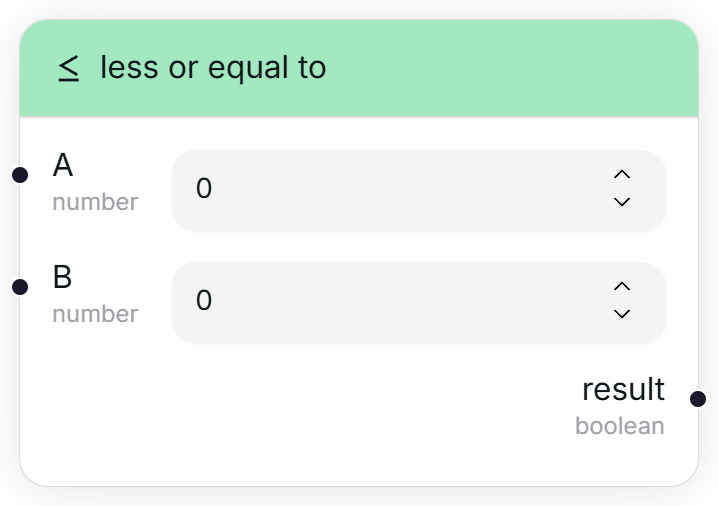 ≤ less or equal to
A
number
0
B
number
0
result
boolean